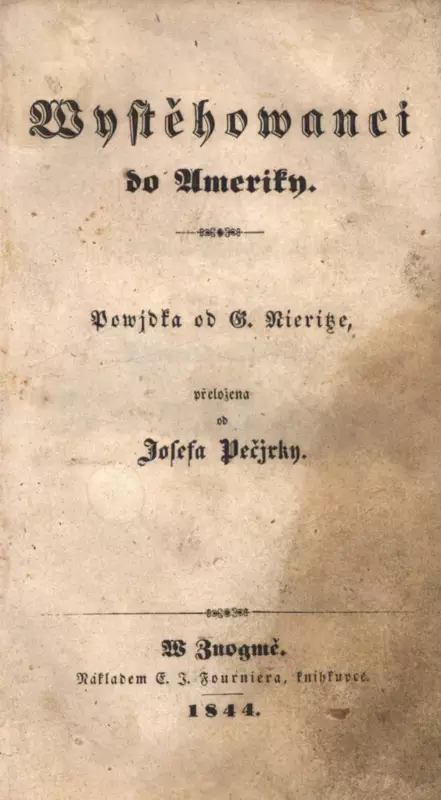 Wystěhowanci
do Ameriky.
Powjdka od G. Nieritze,
přeložena
od
Josefa Pečjrky.
W Znogmě.
Nákladem E. J. Fourniera, knihkupce.
1844.